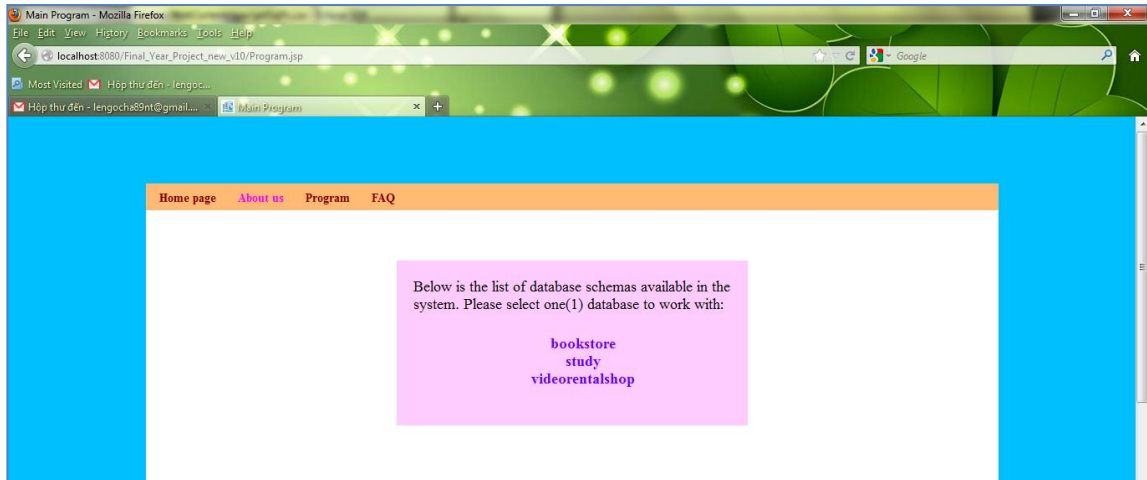 Main Program - Mozilla Firefox
File Edit View History Bookmarks Tools Help
localhost:8080/Final_Year_Project_new_v10/Program.jsp
Google
Most Visited Hộp thư đến - lengoc...
Hộp thư đến - lengocha89nt@gmail.... Main Program
Home page About us Program FAQ
Below is the list of database schemas available in the
system. Please select one(1) database to work with:
bookstore
study
videorentalshop